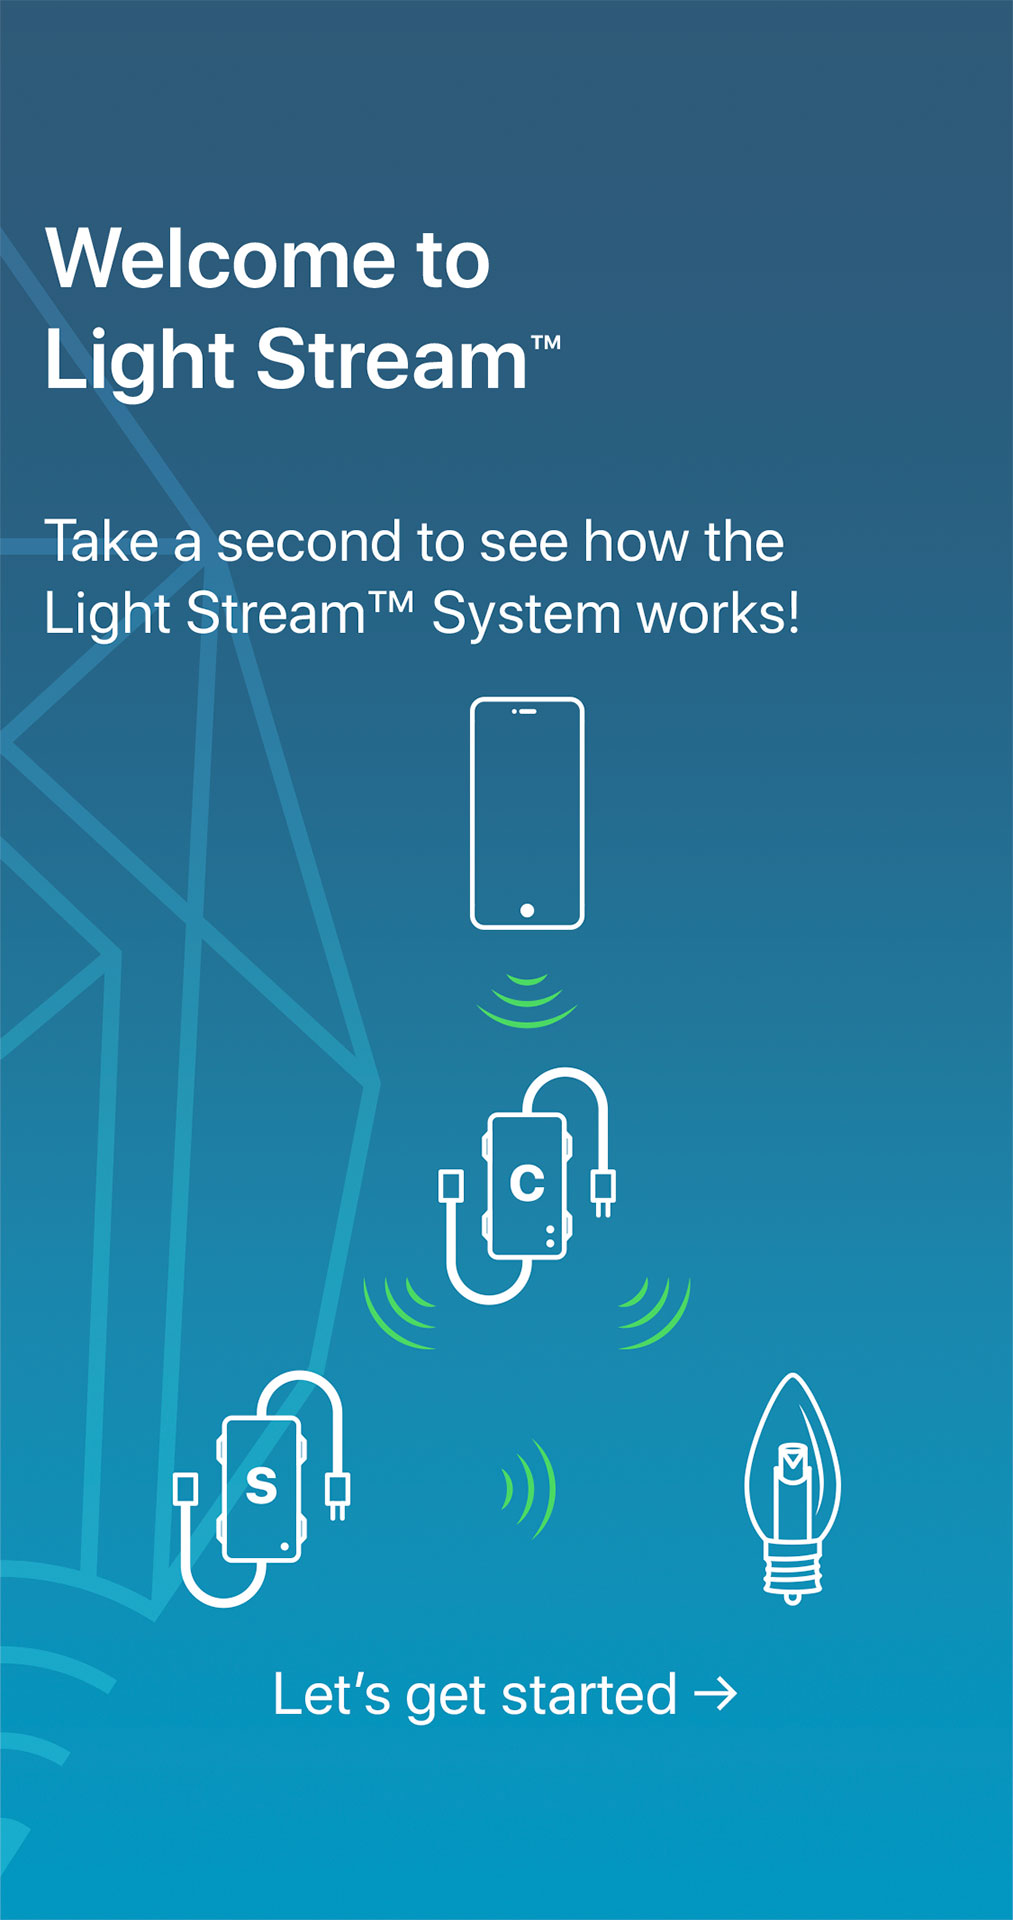 Welcome to
Light Stream™
Take a second to see how the
Light Stream™ System works!
C
S
Let’s get started →